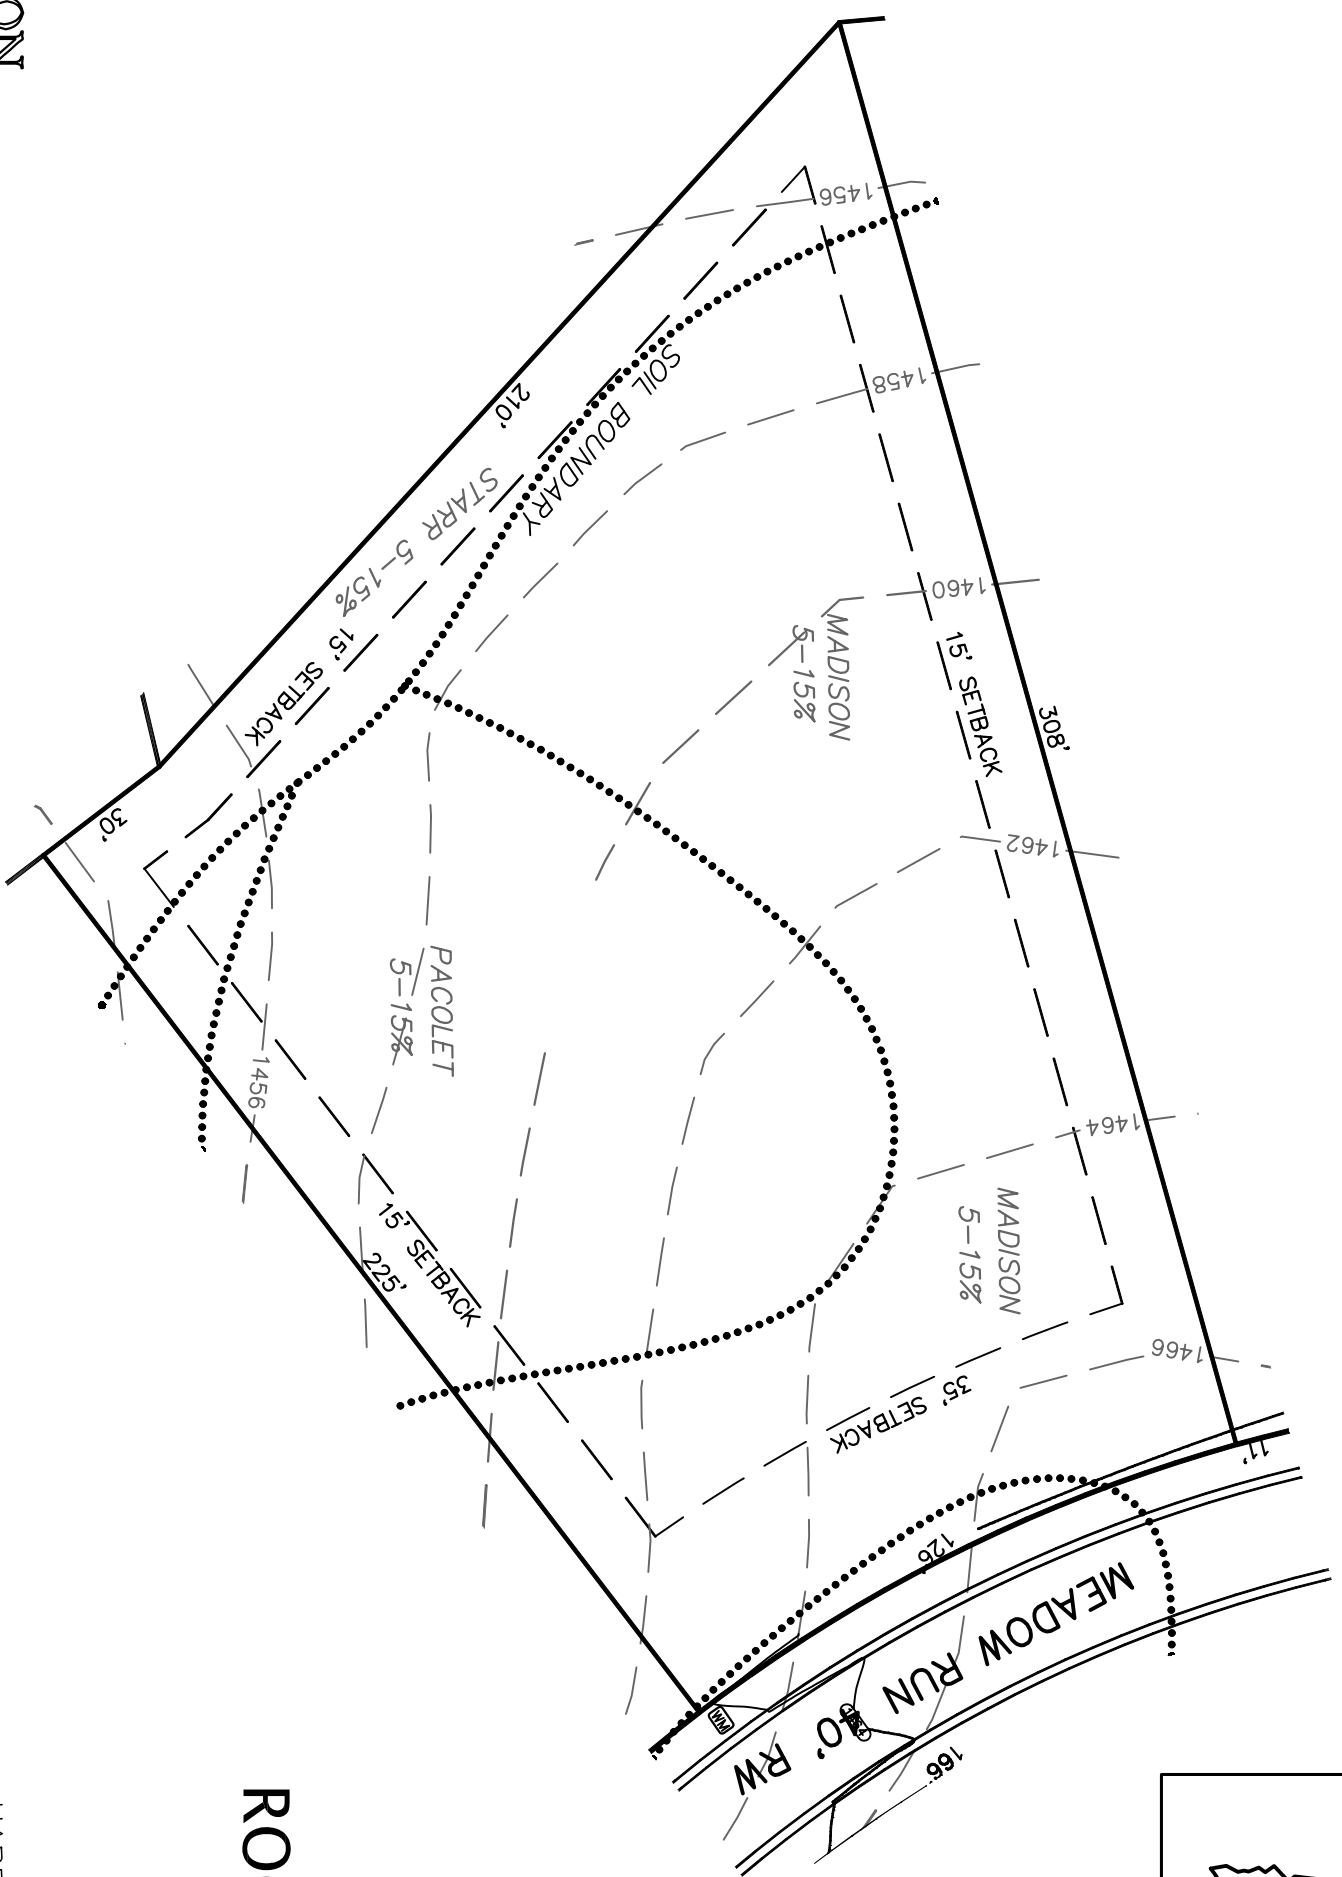 ON
1456
1458
SOIL BOUNDARY
210'
STARR 5-15%
1460
MADISON
5-15%
15' SETBACK
15' SETBACK
308'
30'
1462
PACOLET
5-15%
1456
1464
MADISON
5-15%
15' SETBACK
225'
1466
35' SETBACK
11'
126'
MEADOW RUN 40' RW
WM
166'
RO